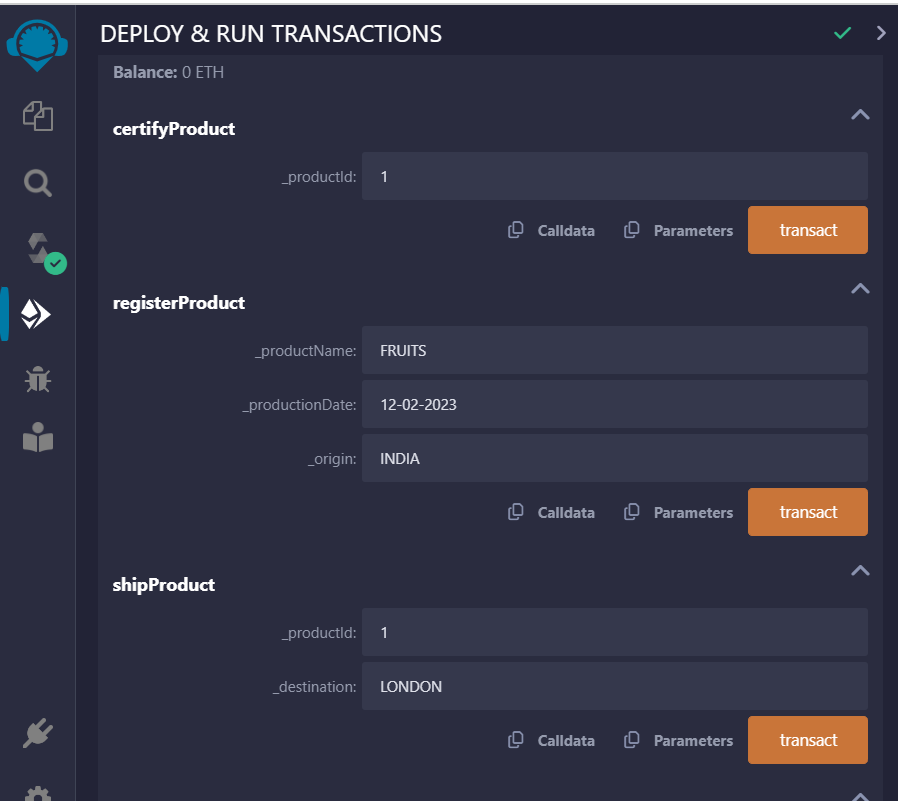 DEPLOY & RUN TRANSACTIONS
Balance: 0 ETH
certifyProduct
_productId: 1
Calldata Parameters transact
registerProduct
_productName: FRUITS
_productionDate: 12-02-2023
_origin: INDIA
Calldata Parameters transact
shipProduct
_productId: 1
_destination: LONDON
Calldata Parameters transact